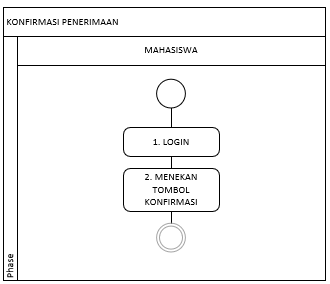 KONFIRMASI PENERIMAAN
MAHASISWA
1. LOGIN
2. MENEKAN
TOMBOL
KONFIRMASI
Phase